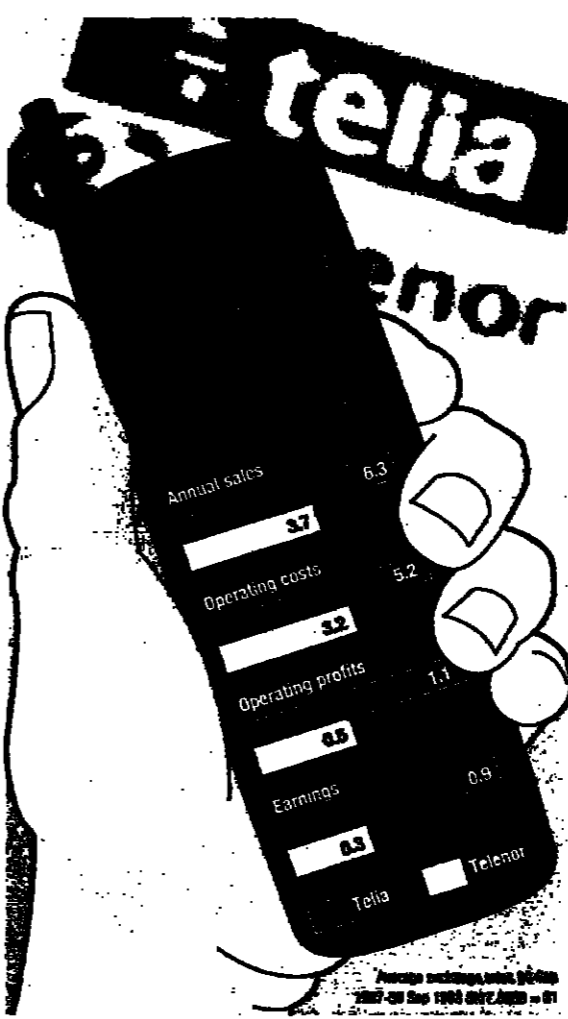 telia
enor
Annual sales 6.3
3.7
Operating costs 5.2
3.2
Operating profits 1.1
0.5
Earnings 0.9
0.3
Telia Telenor